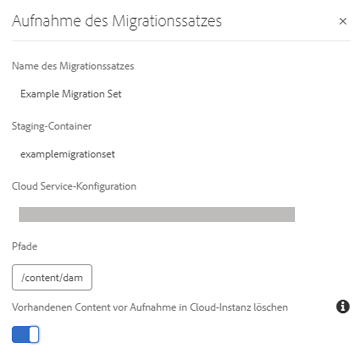 Aufnahme des Migrationssatzes ×
Name des Migrationssatzes
Example Migration Set
Staging-Container
examplemigrationset
Cloud Service-Konfiguration
Pfade
/content/dam
Vorhandenen Content vor Aufnahme in Cloud-Instanz löschen